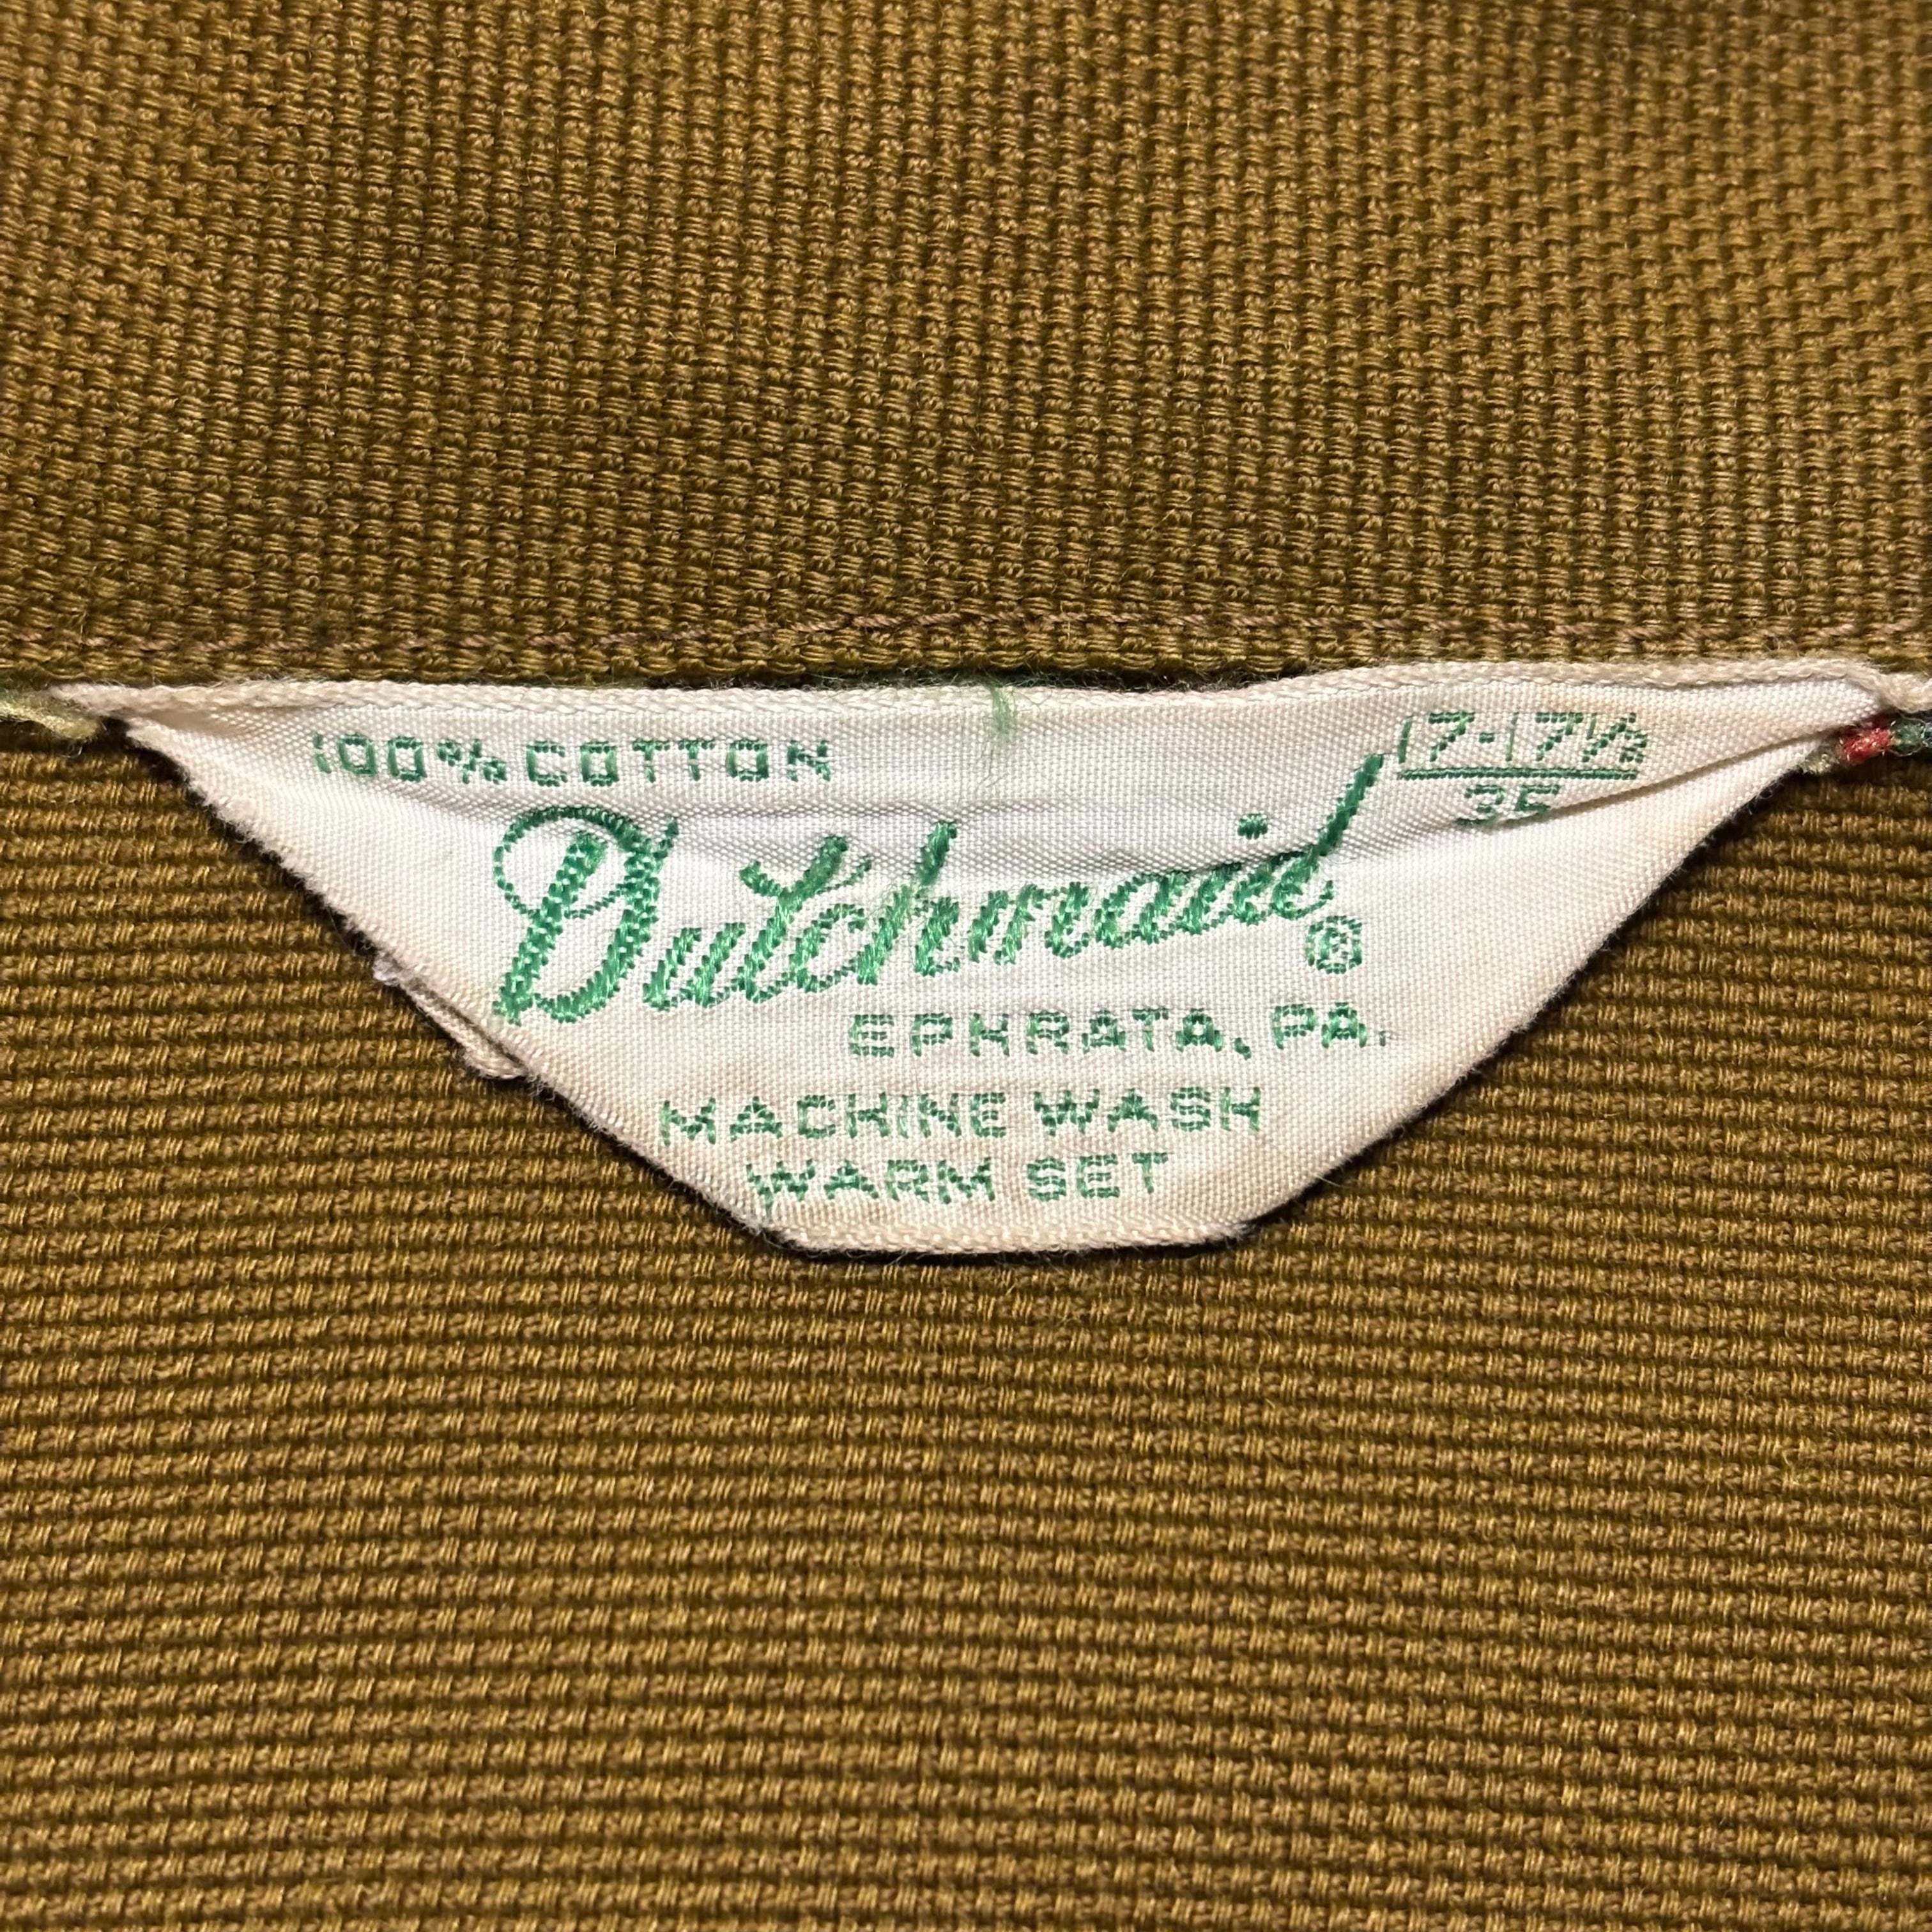 100% COTTON
17-17½
35
Dutchmaid®
EPHRATA, PA.
MACHINE WASH
WARM SET